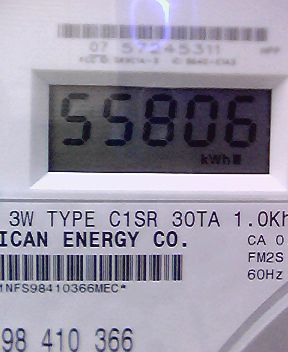 07 57245311
55806
kWh
3W TYPE C1SR 30TA 1.0Kh
ICAN ENERGY CO. CA 0
FM2S
1NFS98410366MEC* 60Hz
98 410 366